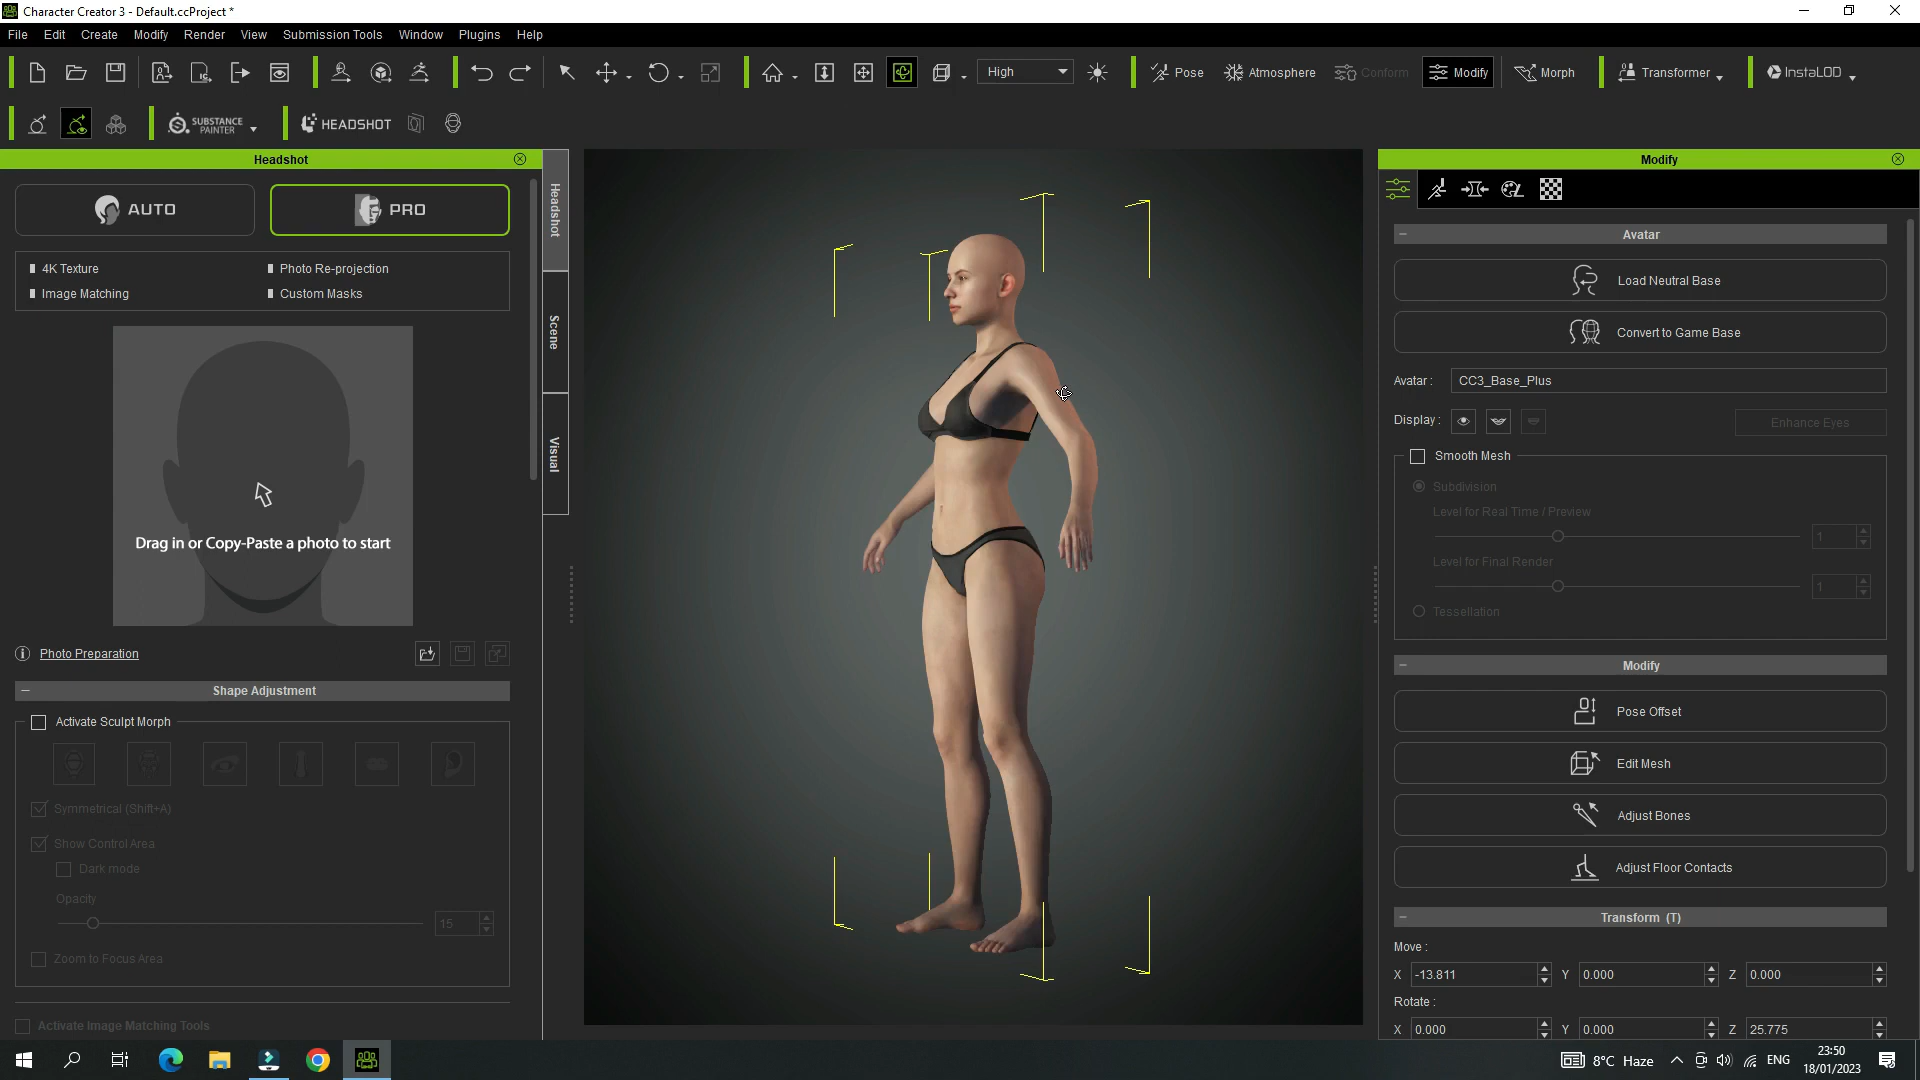 Character Creator 3 - Default.ccProject *
File Edit Create Modify Render View Submission Tools Window Plugins Help
High Pose Atmosphere Conform Modify Morph Transformer InstaLOD
SUBSTANCE PAINTER HEADSHOT
Headshot
AUTO PRO
4K Texture Photo Re-projection
Image Matching Custom Masks
Drag in or Copy-Paste a photo to start
Photo Preparation
Shape Adjustment
Activate Sculpt Morph
Symmetrical (Shift+A)
Show Control Area
Dark mode
Opacity
15
Zoom to Focus Area
Activate Image Matching Tools
Headshot
Scene
Visual
Modify
Avatar
Load Neutral Base
Convert to Game Base
Avatar : CC3_Base_Plus
Display : Enhance Eyes
Smooth Mesh
Subdivision
Level for Real Time / Preview
1
Level for Final Render
1
Tessellation
Modify
Pose Offset
Edit Mesh
Adjust Bones
Adjust Floor Contacts
Transform (T)
Move :
X -13.811 Y 0.000 Z 0.000
Rotate :
X 0.000 Y 0.000 Z 25.775
8°C Haze ENG 23:50
18/01/2023